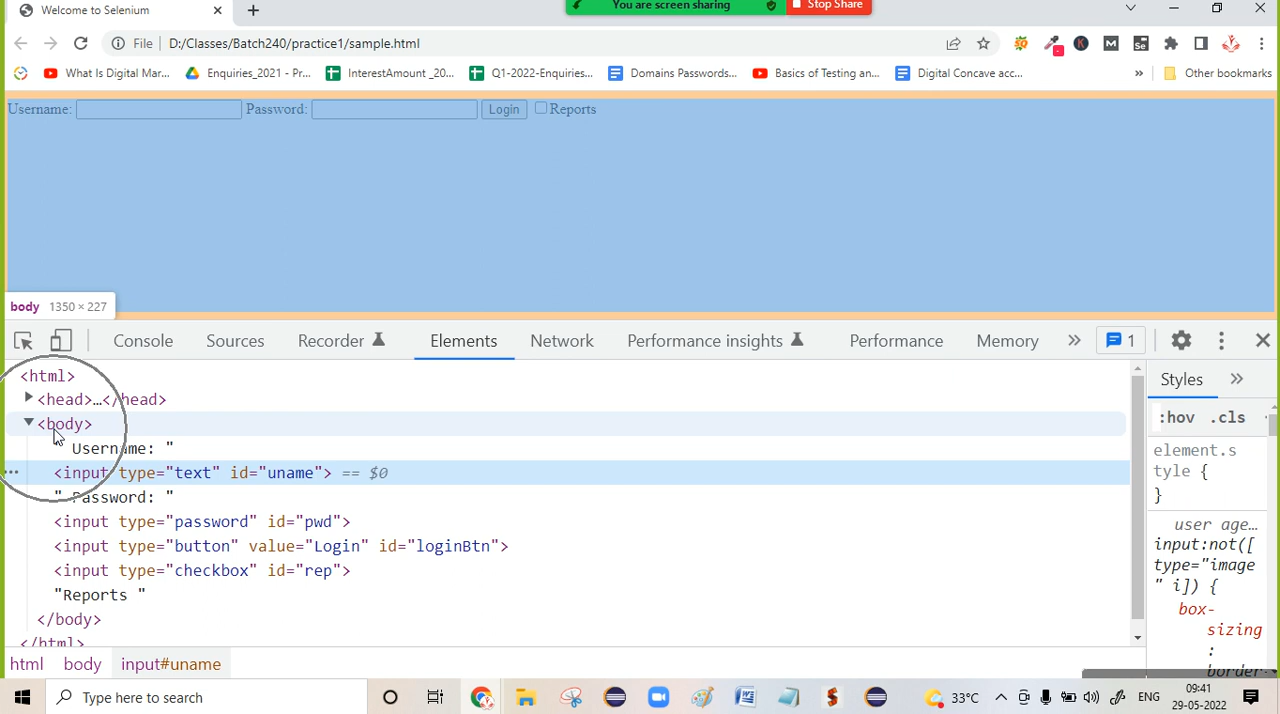 Welcome to Selenium
You are screen sharing
Stop Share
File
D:/Classes/Batch240/practice1/sample.html
What Is Digital Mar...
Enquiries_2021 - Pr...
InterestAmount _20...
Q1-2022-Enquiries...
Domains Passwords...
Basics of Testing an...
Digital Concave acc...
»
Other bookmarks
Username:
Password:
Login
Reports
body 1350 × 227
Console
Sources
Recorder
Elements
Network
Performance insights
Performance
Memory
»
1
<html>
<head>…</head>
<body>
Username: "
<input type="text" id="uname"> == $0
" Password: "
<input type="password" id="pwd">
<input type="button" value="Login" id="loginBtn">
<input type="checkbox" id="rep">
"Reports "
</body>
</html>
Styles
»
:hov .cls
element.s
tyle {
}
user age…
input:not([
type="image
" i]) {
box-
sizing
:
border-
html
body
input#uname
Type here to search
33°C
ENG
09:41
29-05-2022